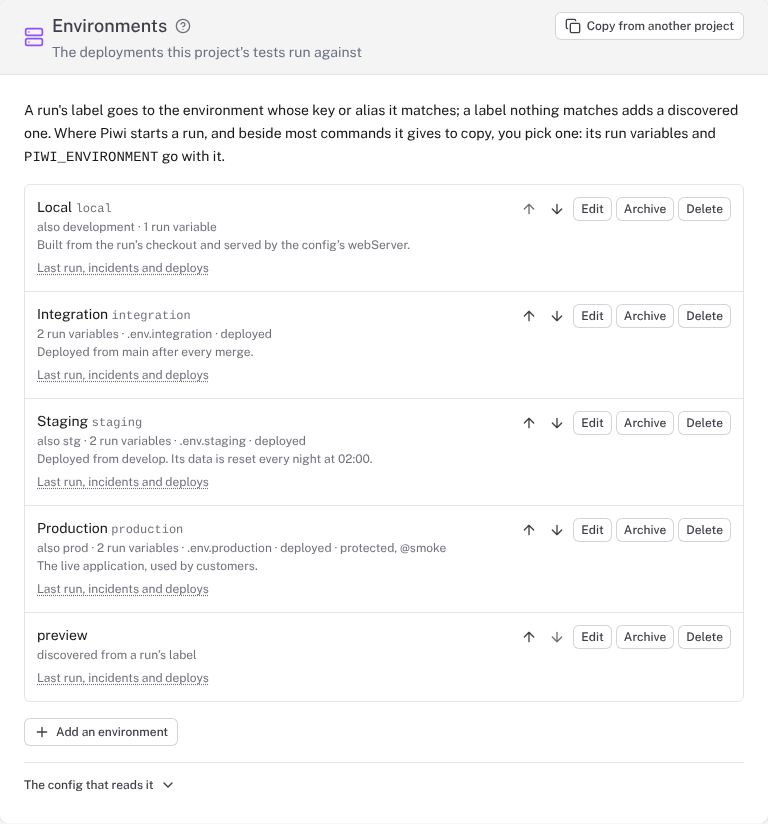 Environments
Copy from another project
The deployments this project's tests run against
A run's label goes to the environment whose key or alias it matches; a label nothing matches adds a discovered
one. Where Piwi starts a run, and beside most commands it gives to copy, you pick one: its run variables and
PIWI_ENVIRONMENT go with it.
Local local
Edit Archive Delete
also development · 1 run variable
Built from the run's checkout and served by the config's webServer.
Last run, incidents and deploys
Integration integration
Edit Archive Delete
2 run variables · .env.integration · deployed
Deployed from main after every merge.
Last run, incidents and deploys
Staging staging
Edit Archive Delete
also stg · 2 run variables · .env.staging · deployed
Deployed from develop. Its data is reset every night at 02:00.
Last run, incidents and deploys
Production production
Edit Archive Delete
also prod · 2 run variables · .env.production · deployed · protected, @smoke
The live application, used by customers.
Last run, incidents and deploys
preview
Edit Archive Delete
discovered from a run's label
Last run, incidents and deploys
Add an environment
The config that reads it